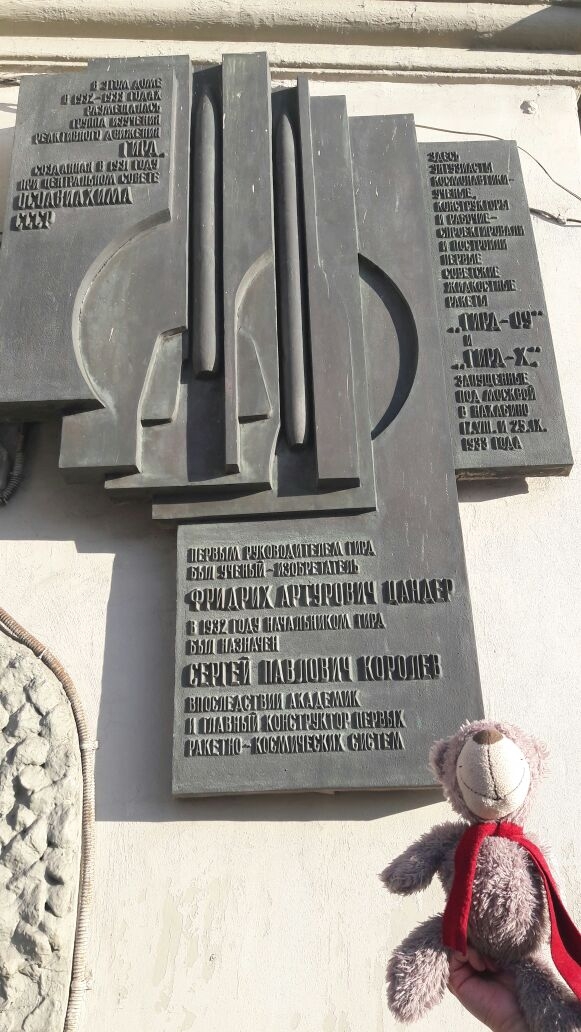 В ЭТОМ ДОМЕ
В 1932-1933 ГОДАХ
РАЗМЕЩАЛАСЬ
ГРУППА ИЗУЧЕНИЯ
РЕАКТИВНОГО ДВИЖЕНИЯ
ГИРД,
СОЗДАННАЯ В 1931 ГОДУ
ПРИ ЦЕНТРАЛЬНОМ СОВЕТЕ
ОСОАВИАХИМА
СССР
ЗДЕСЬ
ЭНТУЗИАСТЫ
КОСМОНАВТИКИ-
УЧЕНЫЕ,
КОНСТРУКТОРЫ
И РАБОЧИЕ-
СПРОЕКТИРОВАЛИ
И ПОСТРОИЛИ
ПЕРВЫЕ
СОВЕТСКИЕ
ЖИДКОСТНЫЕ
РАКЕТЫ
„ГИРД-09"
И
„ГИРД-X",
ЗАПУЩЕННЫЕ
ПОД МОСКВОЙ
В НАХАБИНО
17.VIII. И 25.IX.
1933 ГОДА
ПЕРВЫМ РУКОВОДИТЕЛЕМ ГИРД
БЫЛ УЧЕНЫЙ-ИЗОБРЕТАТЕЛЬ
ФРИДРИХ АРТУРОВИЧ ЦАНДЕР
В 1932 ГОДУ НАЧАЛЬНИКОМ ГИРД
БЫЛ НАЗНАЧЕН
СЕРГЕЙ ПАВЛОВИЧ КОРОЛЕВ
ВПОСЛЕДСТВИИ АКАДЕМИК
И ГЛАВНЫЙ КОНСТРУКТОР ПЕРВЫХ
РАКЕТНО-КОСМИЧЕСКИХ СИСТЕМ